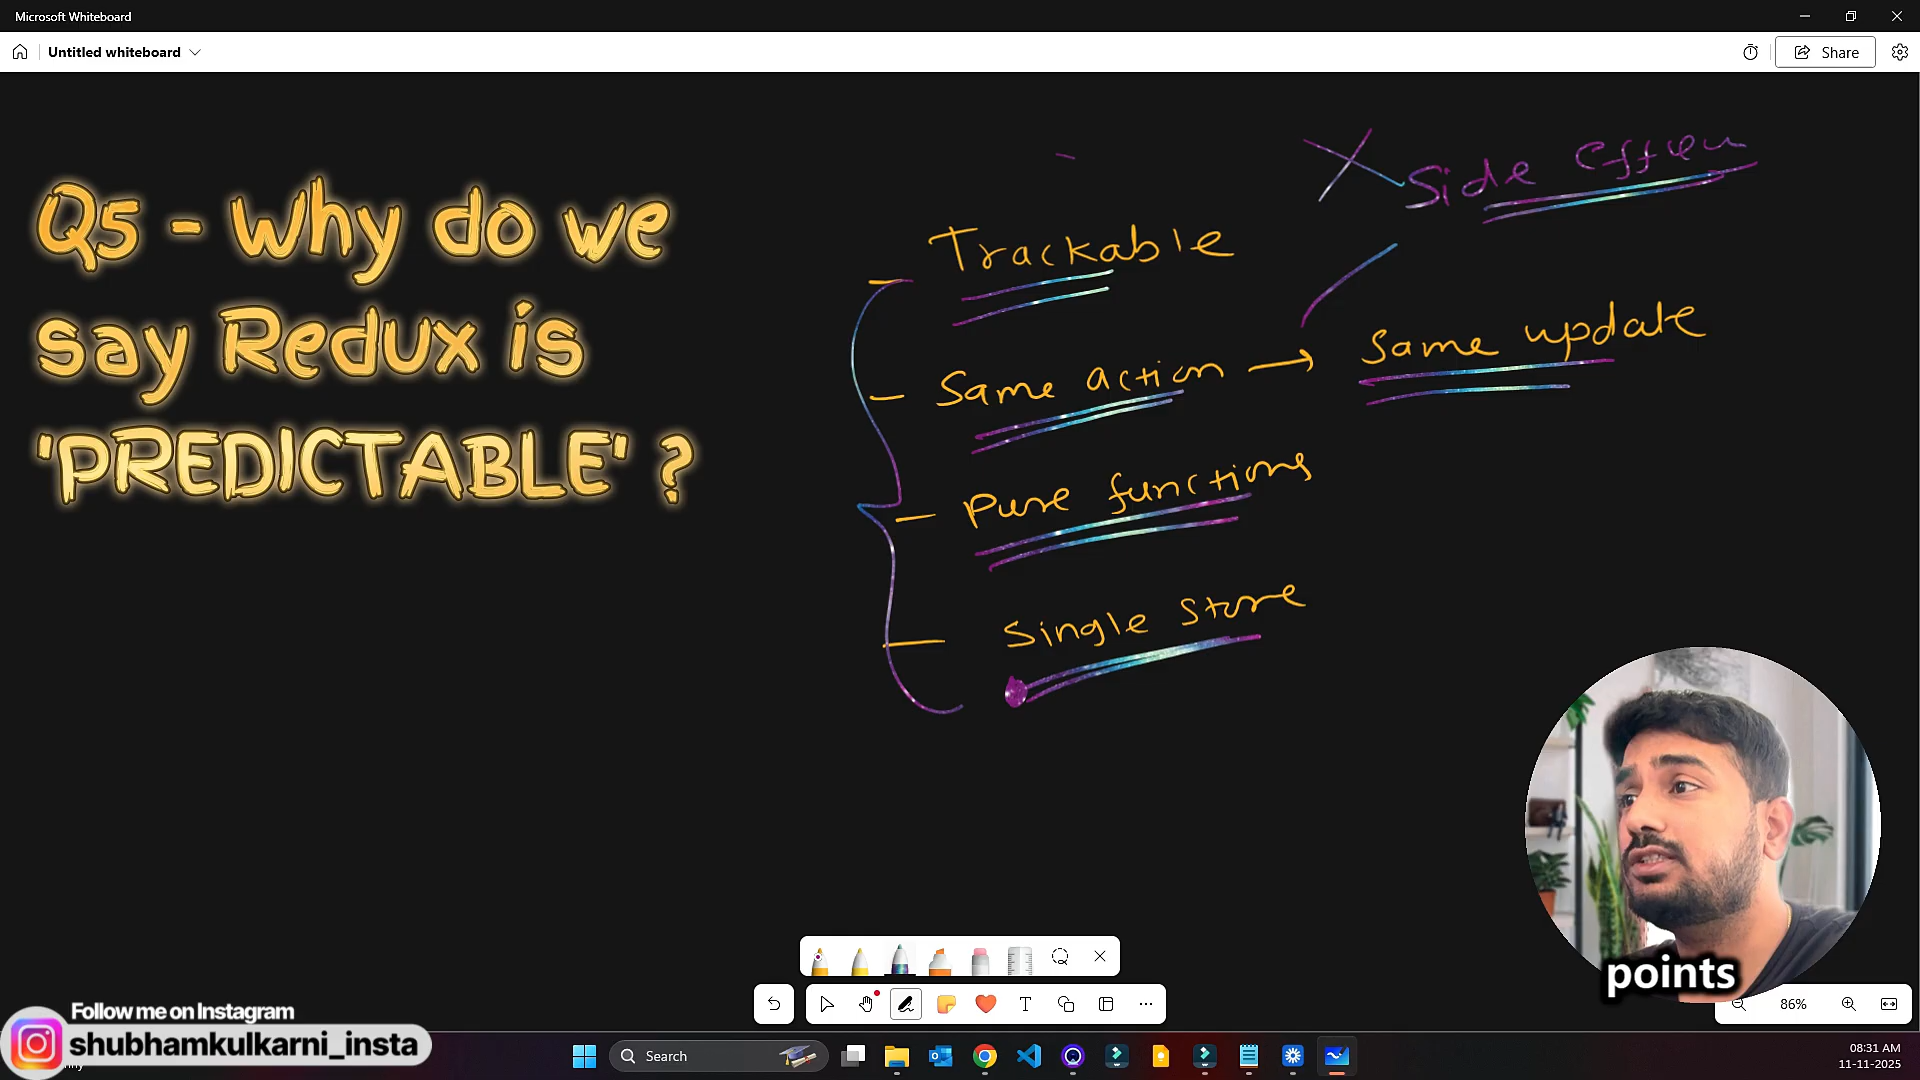 Microsoft Whiteboard
Untitled whiteboard
Share
Q5 - Why do we
say Redux is
'PREDICTABLE' ?
X Side
- Trackable
- Same action → Same update
- Pure functions
- Single Store
points
86%
Follow me on Instagram
shubhamkulkarni_insta
Search
08:31 AM
11-11-2025